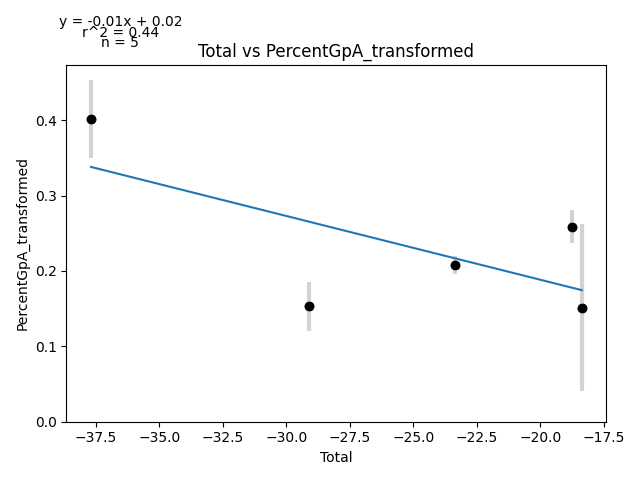 y = -0.01x + 0.02
r^2 = 0.44
n = 5
Total vs PercentGpA_transformed
PercentGpA_transformed
0.4
0.3
0.2
0.1
0.0
−37.5 −35.0 −32.5 −30.0 −27.5 −25.0 −22.5 −20.0 −17.5
Total